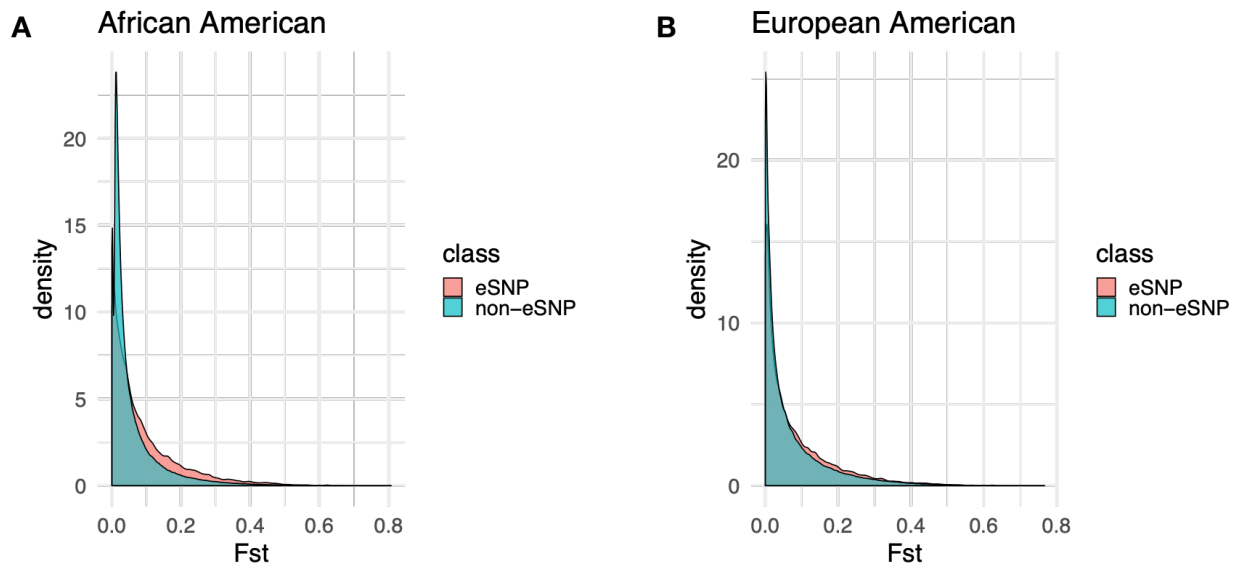 A African American
density
20
15
10
5
0
0.0 0.2 0.4 0.6 0.8
Fst
class
eSNP
non−eSNP
B European American
density
20
10
0
0.0 0.2 0.4 0.6 0.8
Fst
class
eSNP
non−eSNP